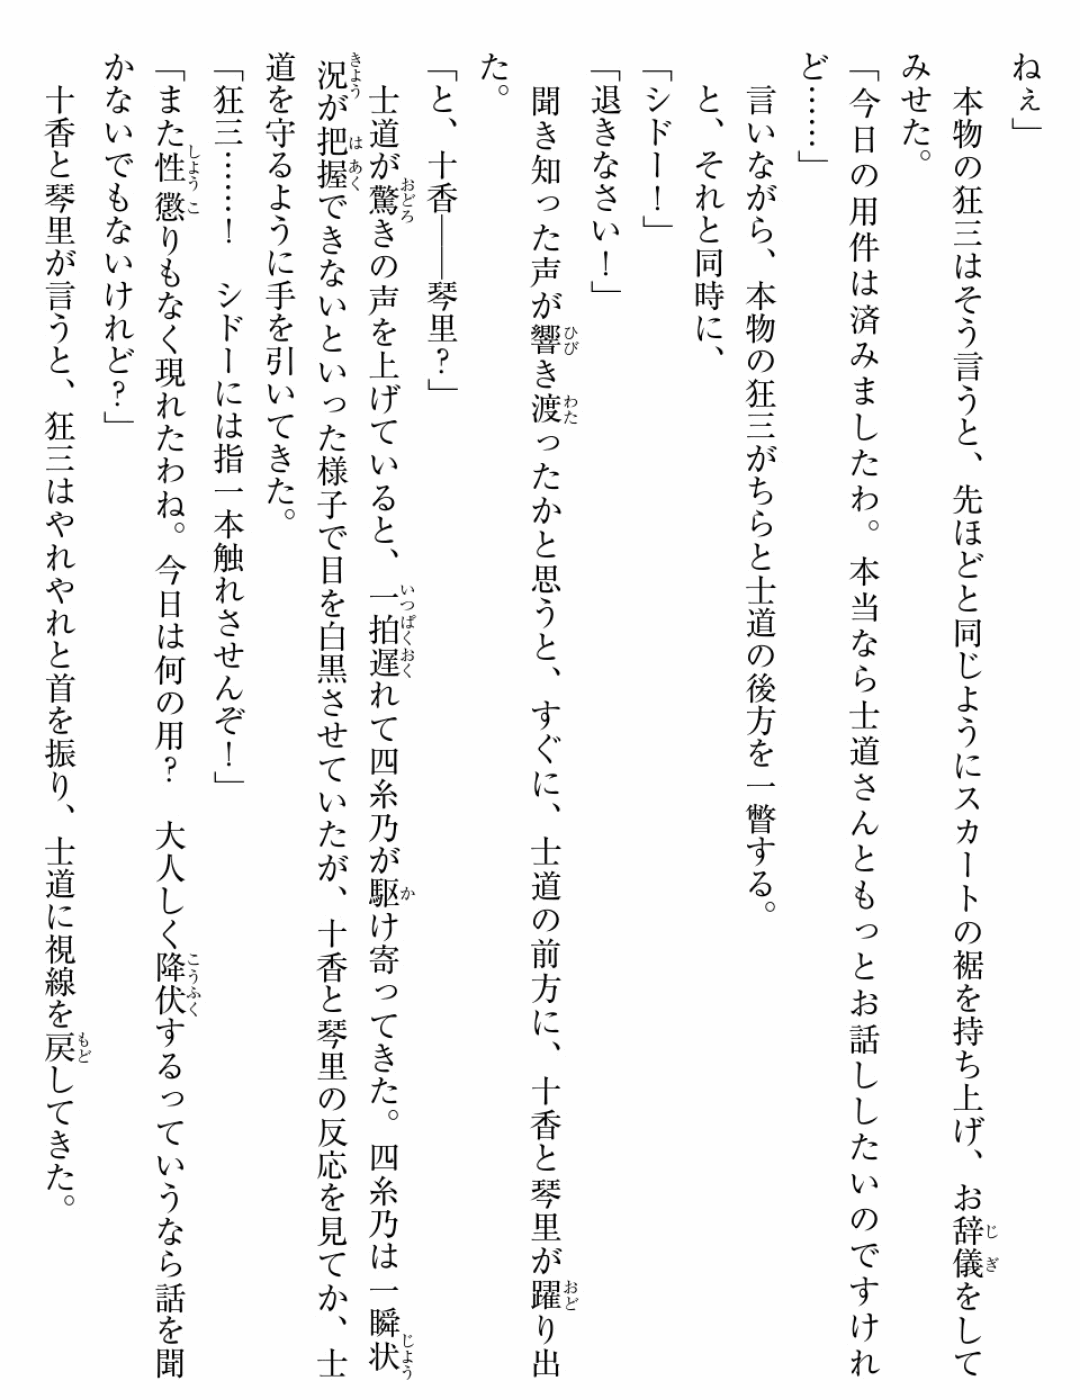 ねぇ」
　本物の狂三はそう言うと、先ほどと同じようにスカートの裾を持ち上げ、お辞儀をして
みせた。
「今日の用件は済みましたわ。本当なら士道さんともっとお話ししたいのですけれ
ど……」
　言いながら、本物の狂三がちらと士道の後方を一瞥する。
　と、それと同時に、
「シドー！」
「退きなさい！」
　聞き知った声が響き渡ったかと思うと、すぐに、士道の前方に、十香と琴里が躍り出
た。
「と、十香――琴里？」
　士道が驚きの声を上げていると、一拍遅れて四糸乃が駆け寄ってきた。四糸乃は一瞬状
況が把握できないといった様子で目を白黒させていたが、十香と琴里の反応を見てか、士
道を守るように手を引いてきた。
「狂三……！　シドーには指一本触れさせんぞ！」
「また性懲りもなく現れたわね。今日は何の用？　大人しく降伏するっていうなら話を聞
かないでもないけれど？」
　十香と琴里が言うと、狂三はやれやれと首を振り、士道に視線を戻してきた。